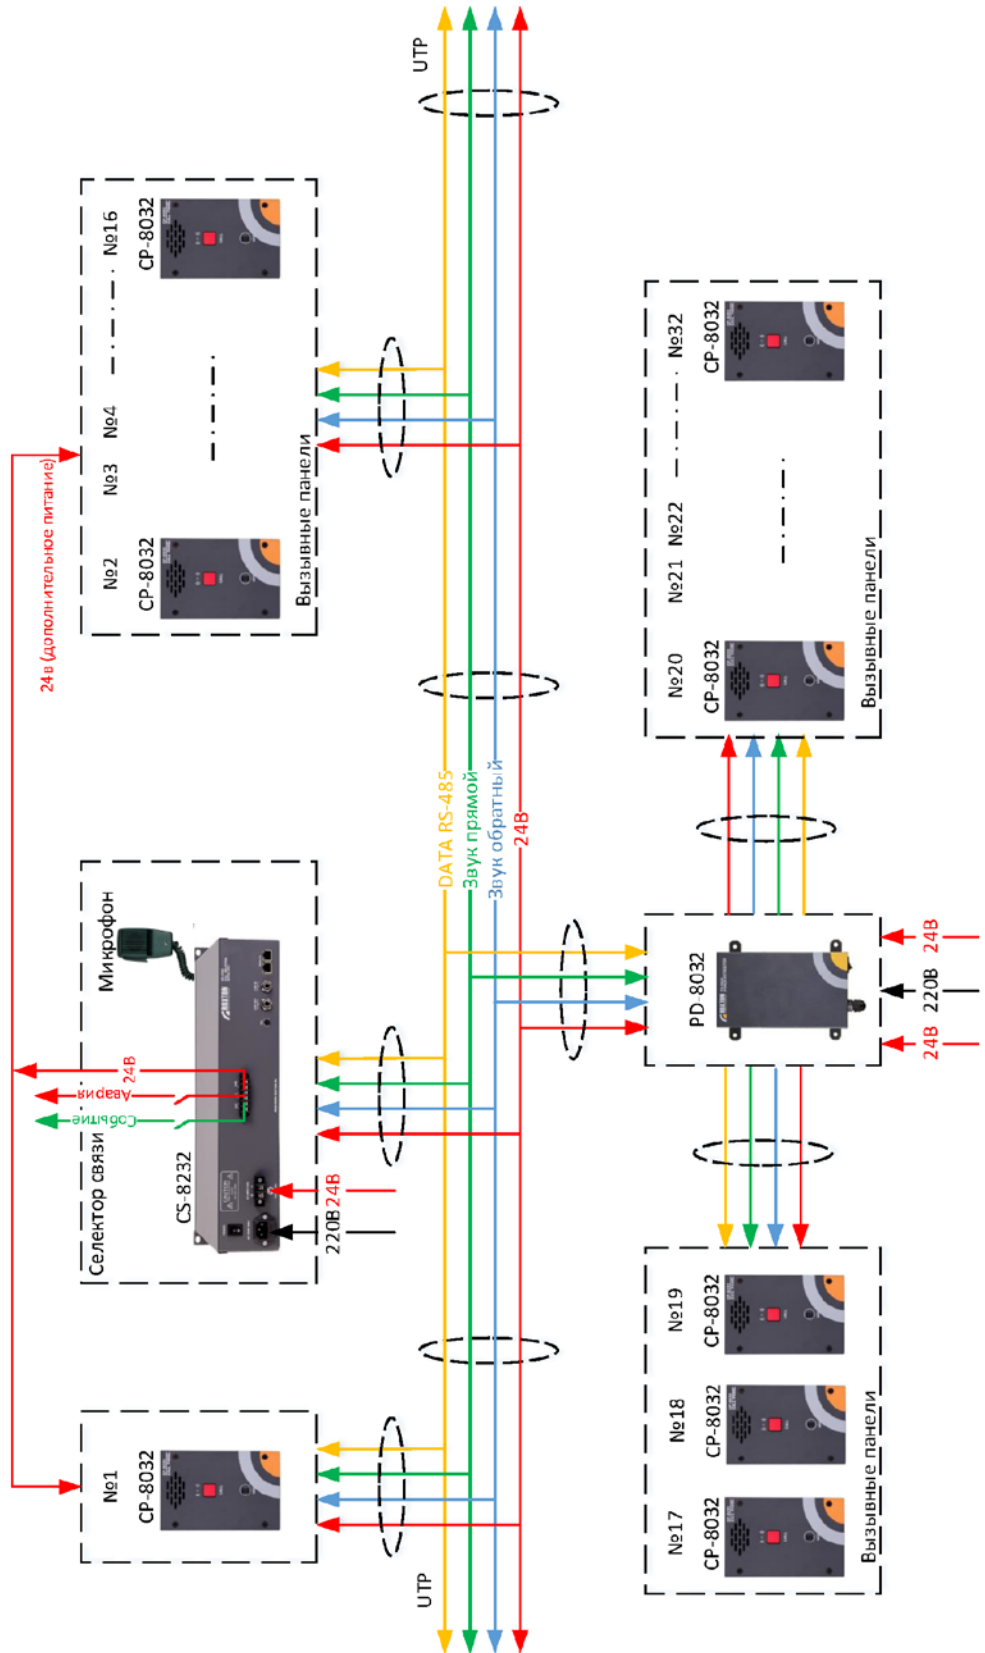 24в (дополнительное питание)
№1
CP-8032
Селектор связи
CS-8232
Микрофон
Событие
Авария
24В
220В
24В
№2
№3
№4
№16
CP-8032
CP-8032
Вызывные панели
UTP
UTP
DATA RS-485
Звук прямой
Звук обратный
24В
№17
№18
№19
CP-8032
CP-8032
CP-8032
Вызывные панели
PD-8032
24В
220В
24В
№20
№21
№22
№32
CP-8032
CP-8032
Вызывные панели
ROXTON